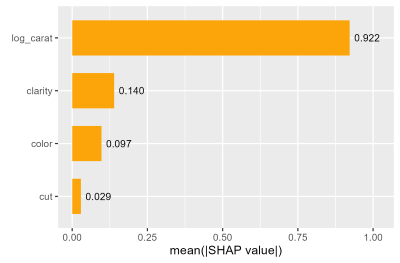 log_carat 0.922
clarity 0.140
color 0.097
cut 0.029
0.00 0.25 0.50 0.75 1.00
mean(|SHAP value|)